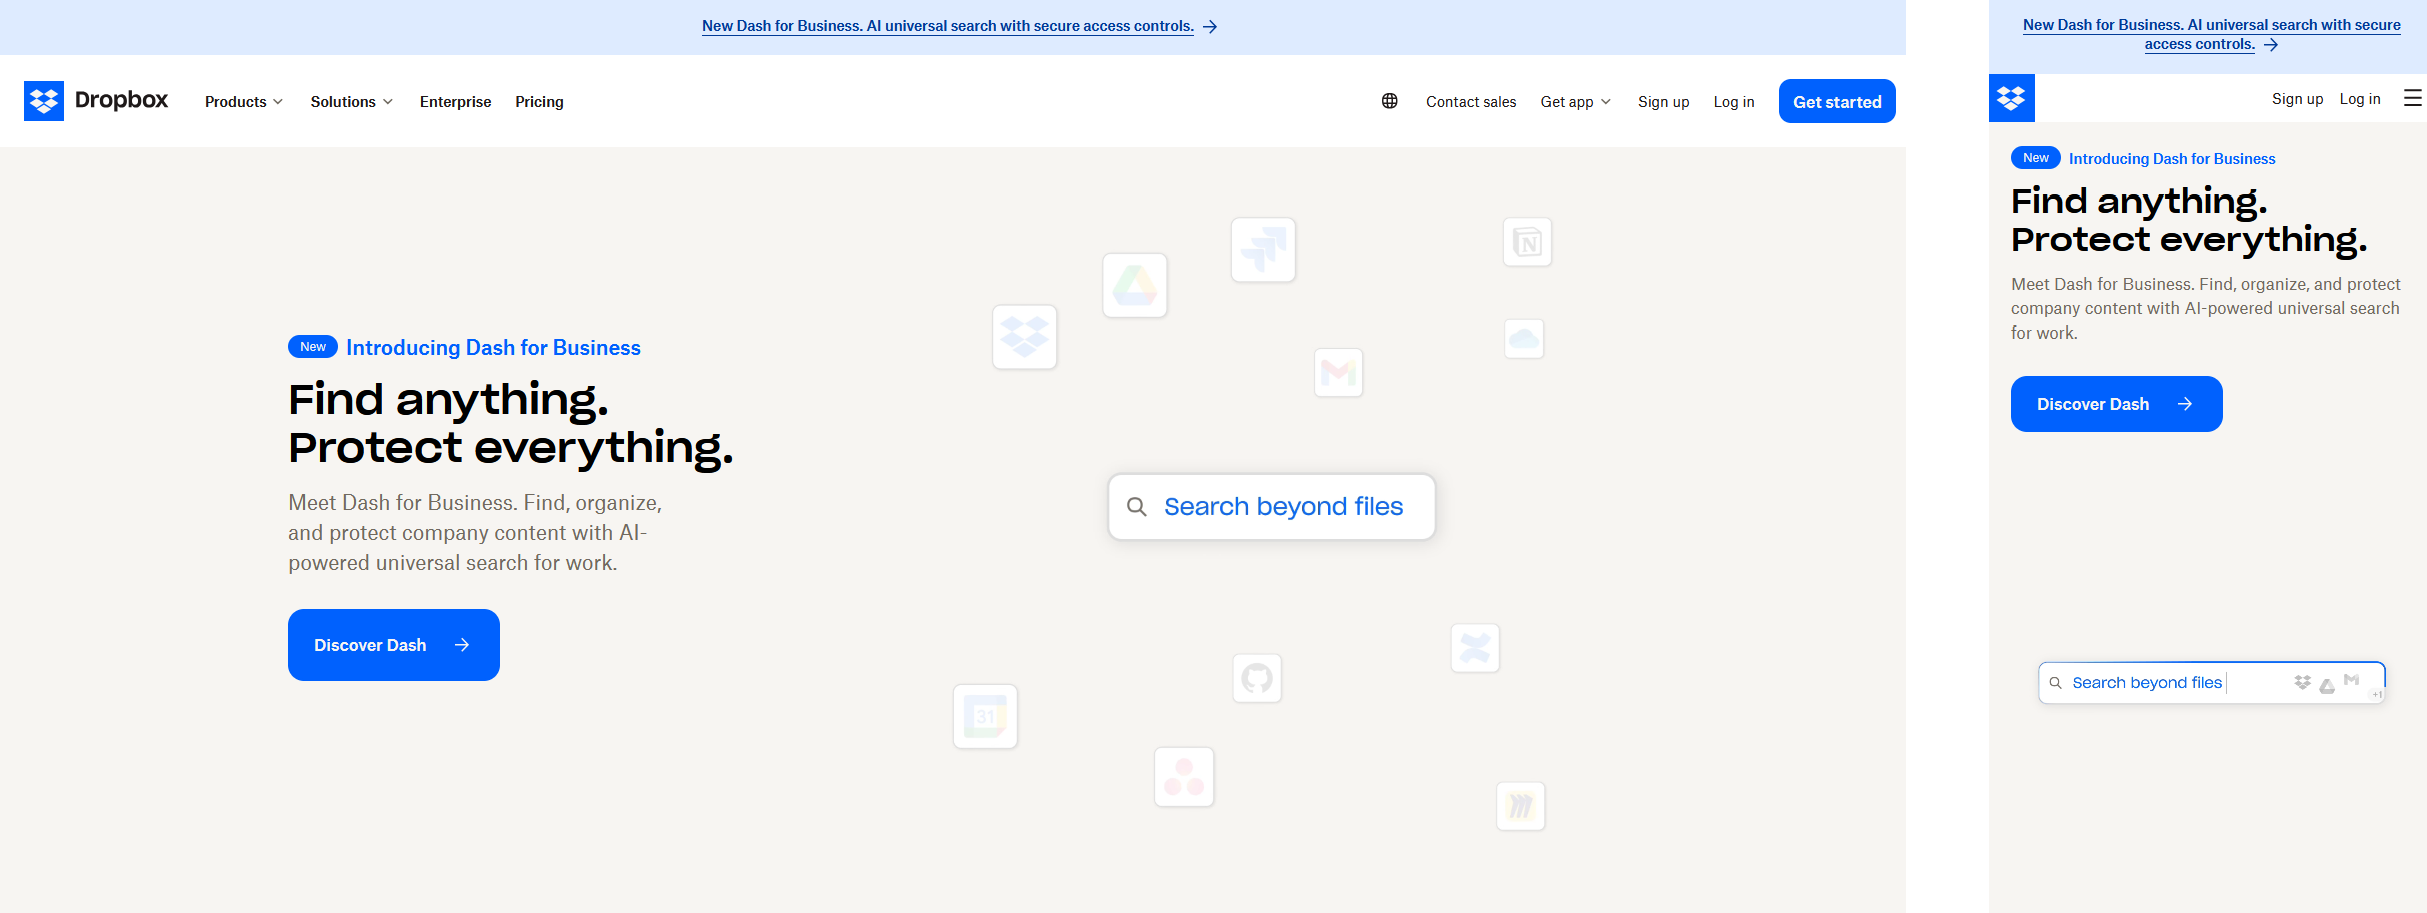 New Dash for Business. AI universal search with secure access controls.
Dropbox
Products
Solutions
Enterprise
Pricing
Contact sales
Get app
Sign up
Log in
Get started
New
Introducing Dash for Business
Find anything.
Protect everything.
Meet Dash for Business. Find, organize,
and protect company content with AI-
powered universal search for work.
Discover Dash
N
Search beyond files
31
New Dash for Business. AI universal search with secure
access controls.
Sign up
Log in
New
Introducing Dash for Business
Find anything.
Protect everything.
Meet Dash for Business. Find, organize, and protect
company content with AI-powered universal search
for work.
Discover Dash
Search beyond files
+1